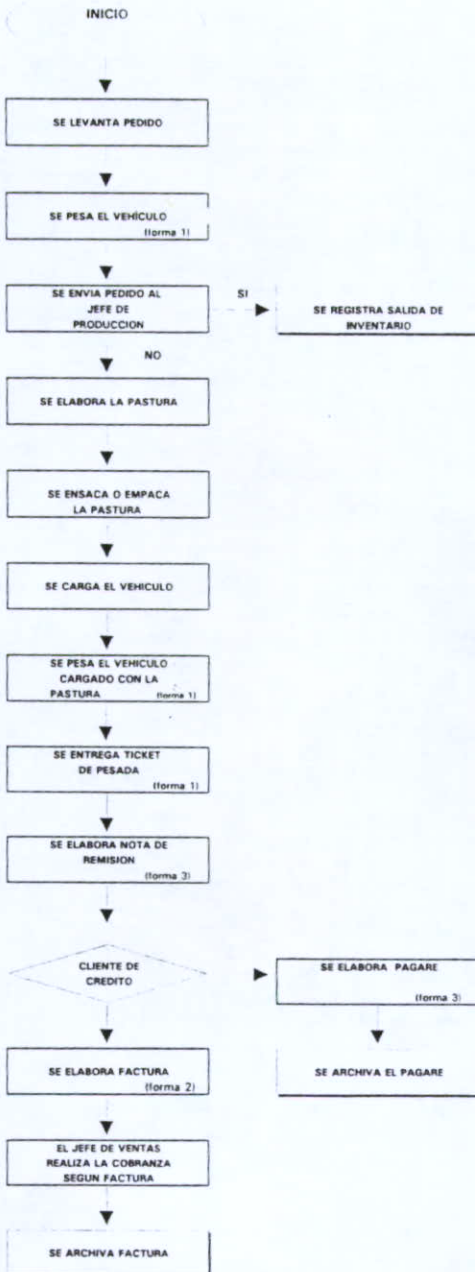 INICIO
SE LEVANTA PEDIDO
SE PESA EL VEHÍCULO
(forma 1)
SE ENVIA PEDIDO AL
JEFE DE
PRODUCCION
SI
SE REGISTRA SALIDA DE
INVENTARIO
NO
SE ELABORA LA PASTURA
SE ENSACA O EMPACA
LA PASTURA
SE CARGA EL VEHICULO
SE PESA EL VEHICULO
CARGADO CON LA
PASTURA (forma 1)
SE ENTREGA TICKET
DE PESADA
(forma 1)
SE ELABORA NOTA DE
REMISION
(forma 3)
CLIENTE DE
CREDITO
SE ELABORA PAGARE
(forma 3)
SE ARCHIVA EL PAGARE
SE ELABORA FACTURA
(forma 2)
EL JEFE DE VENTAS
REALIZA LA COBRANZA
SEGUN FACTURA
SE ARCHIVA FACTURA